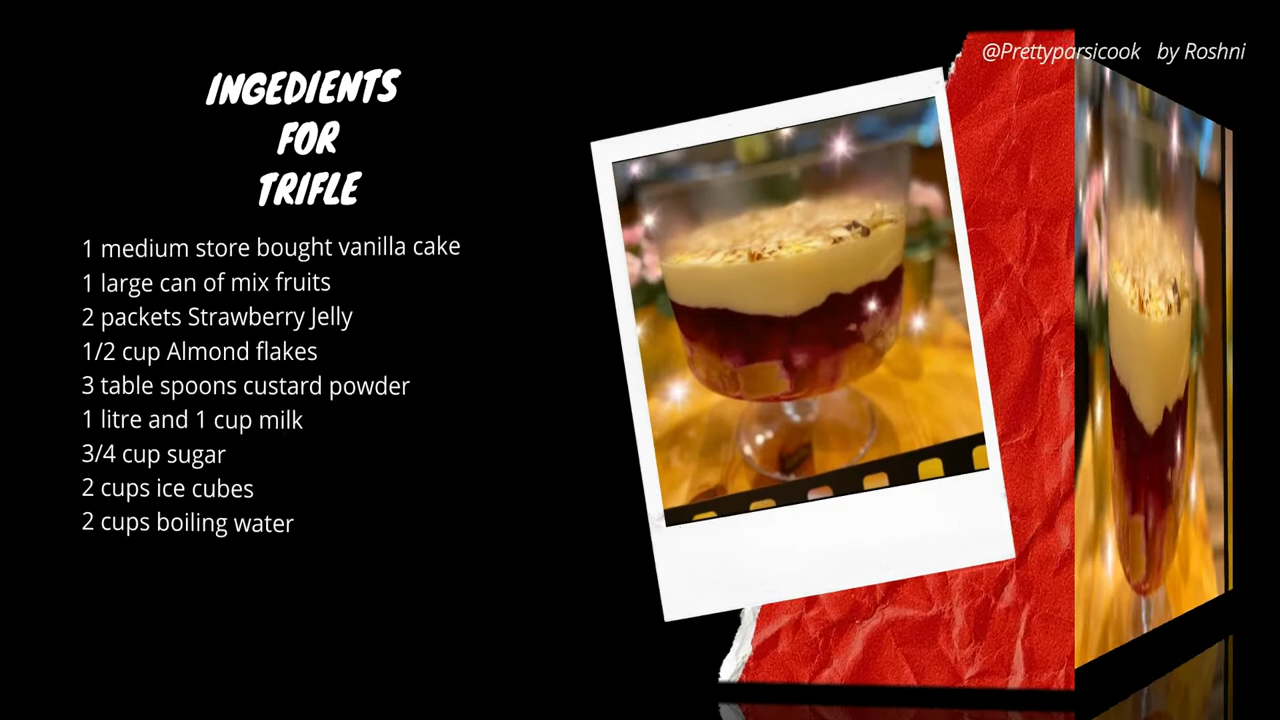 @Prettyparsicook by Roshni
INGEDIENTS
FOR
TRIFLE
1 medium store bought vanilla cake
1 large can of mix fruits
2 packets Strawberry Jelly
1/2 cup Almond flakes
3 table spoons custard powder
1 litre and 1 cup milk
3/4 cup sugar
2 cups ice cubes
2 cups boiling water